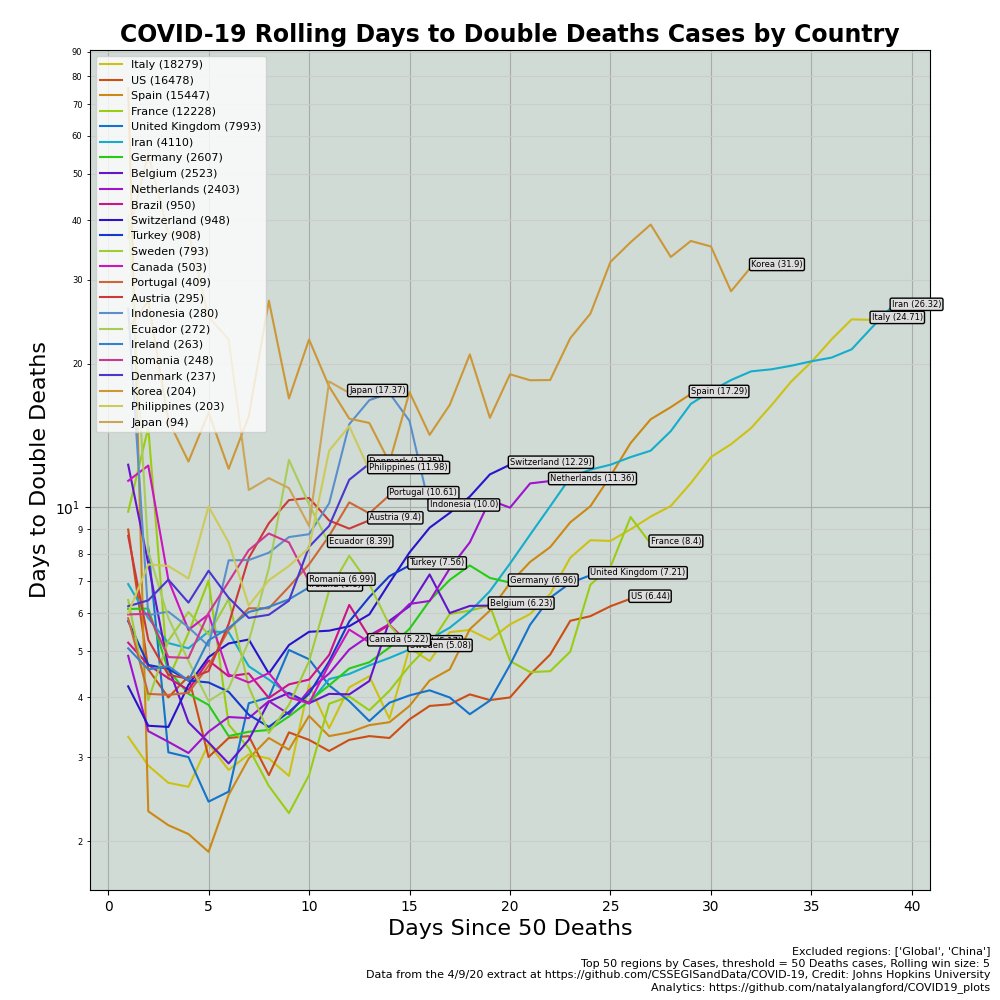 COVID-19 Rolling Days to Double Deaths Cases by Country
Days to Double Deaths
90
80
70
60
50
40
30
20
10¹
9
8
7
6
5
4
3
2
Italy (18279)
US (16478)
Spain (15447)
France (12228)
United Kingdom (7993)
Iran (4110)
Germany (2607)
Belgium (2523)
Netherlands (2403)
Brazil (950)
Switzerland (948)
Turkey (908)
Sweden (793)
Canada (503)
Portugal (409)
Austria (295)
Indonesia (280)
Ecuador (272)
Ireland (263)
Romania (248)
Denmark (237)
Korea (204)
Philippines (203)
Japan (94)
Korea (31.9)
Iran (26.32)
Italy (24.71)
Japan (17.37)
Spain (17.29)
Philippines (11.98)
Switzerland (12.29)
Netherlands (11.36)
Portugal (10.61)
Indonesia (10.0)
Austria (9.4)
Ecuador (8.39)
France (8.4)
Turkey (7.56)
United Kingdom (7.21)
Romania (6.99)
Germany (6.96)
US (6.44)
Belgium (6.23)
Canada (5.22)
(5.08)
0
5
10
15
20
25
30
35
40
Days Since 50 Deaths
Excluded regions: ['Global', 'China']
Top 50 regions by Cases, threshold = 50 Deaths cases, Rolling win size: 5
Data from the 4/9/20 extract at https://github.com/CSSEGISandData/COVID-19, Credit: Johns Hopkins University
Analytics: https://github.com/natalyalangford/COVID19_plots